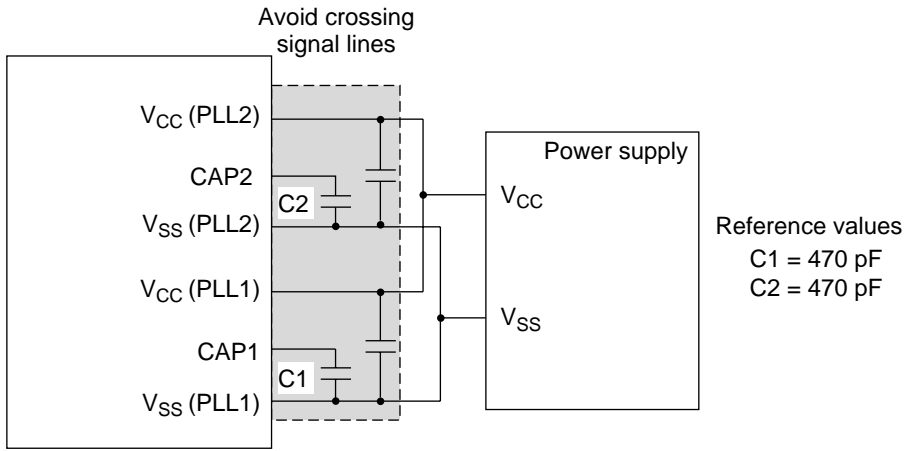 Avoid crossing
signal lines
VCC (PLL2)
CAP2
C2
VSS (PLL2)
VCC (PLL1)
CAP1
C1
VSS (PLL1)
Power supply
VCC
VSS
Reference values
C1 = 470 pF
C2 = 470 pF